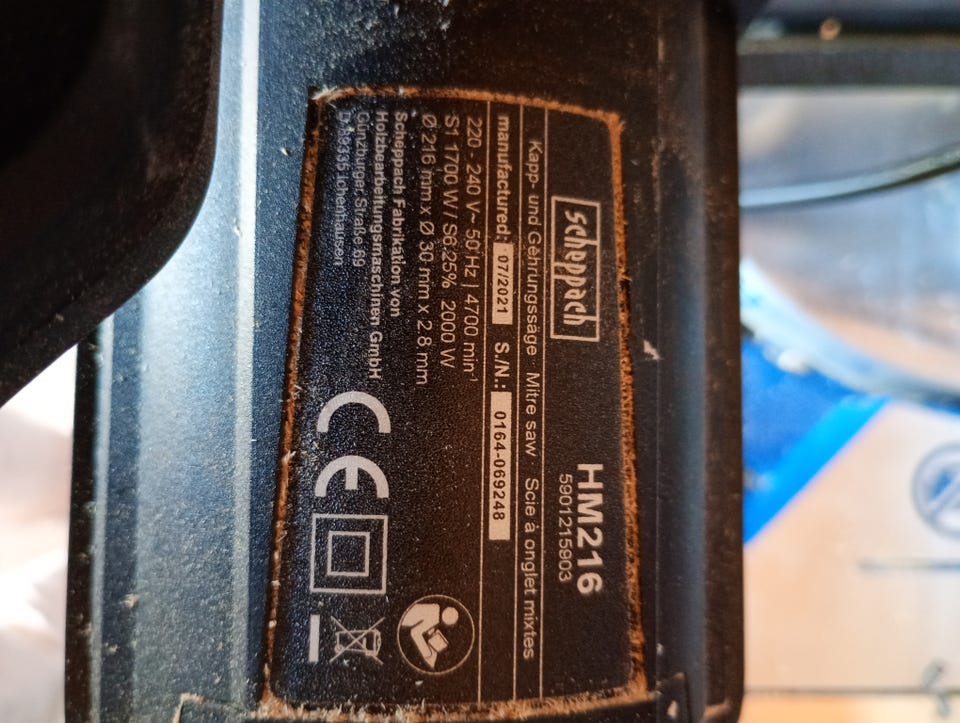 scheppach
HM216
5901215903
Kapp- und Gehrungssäge Mitre saw Scie à onglet mixtes
manufactured: 07/2021 S./N.: 0164-069248
220 - 240 V~ 50 Hz | 4700 min⁻¹
S1 1700 W / S6 25% 2000 W
Ø 216 mm x Ø 30 mm x 2.8 mm
Scheppach Fabrikation von
Holzbearbeitungsmaschinen GmbH
Günzburger Straße 69
D-89335 Ichenhausen
CE